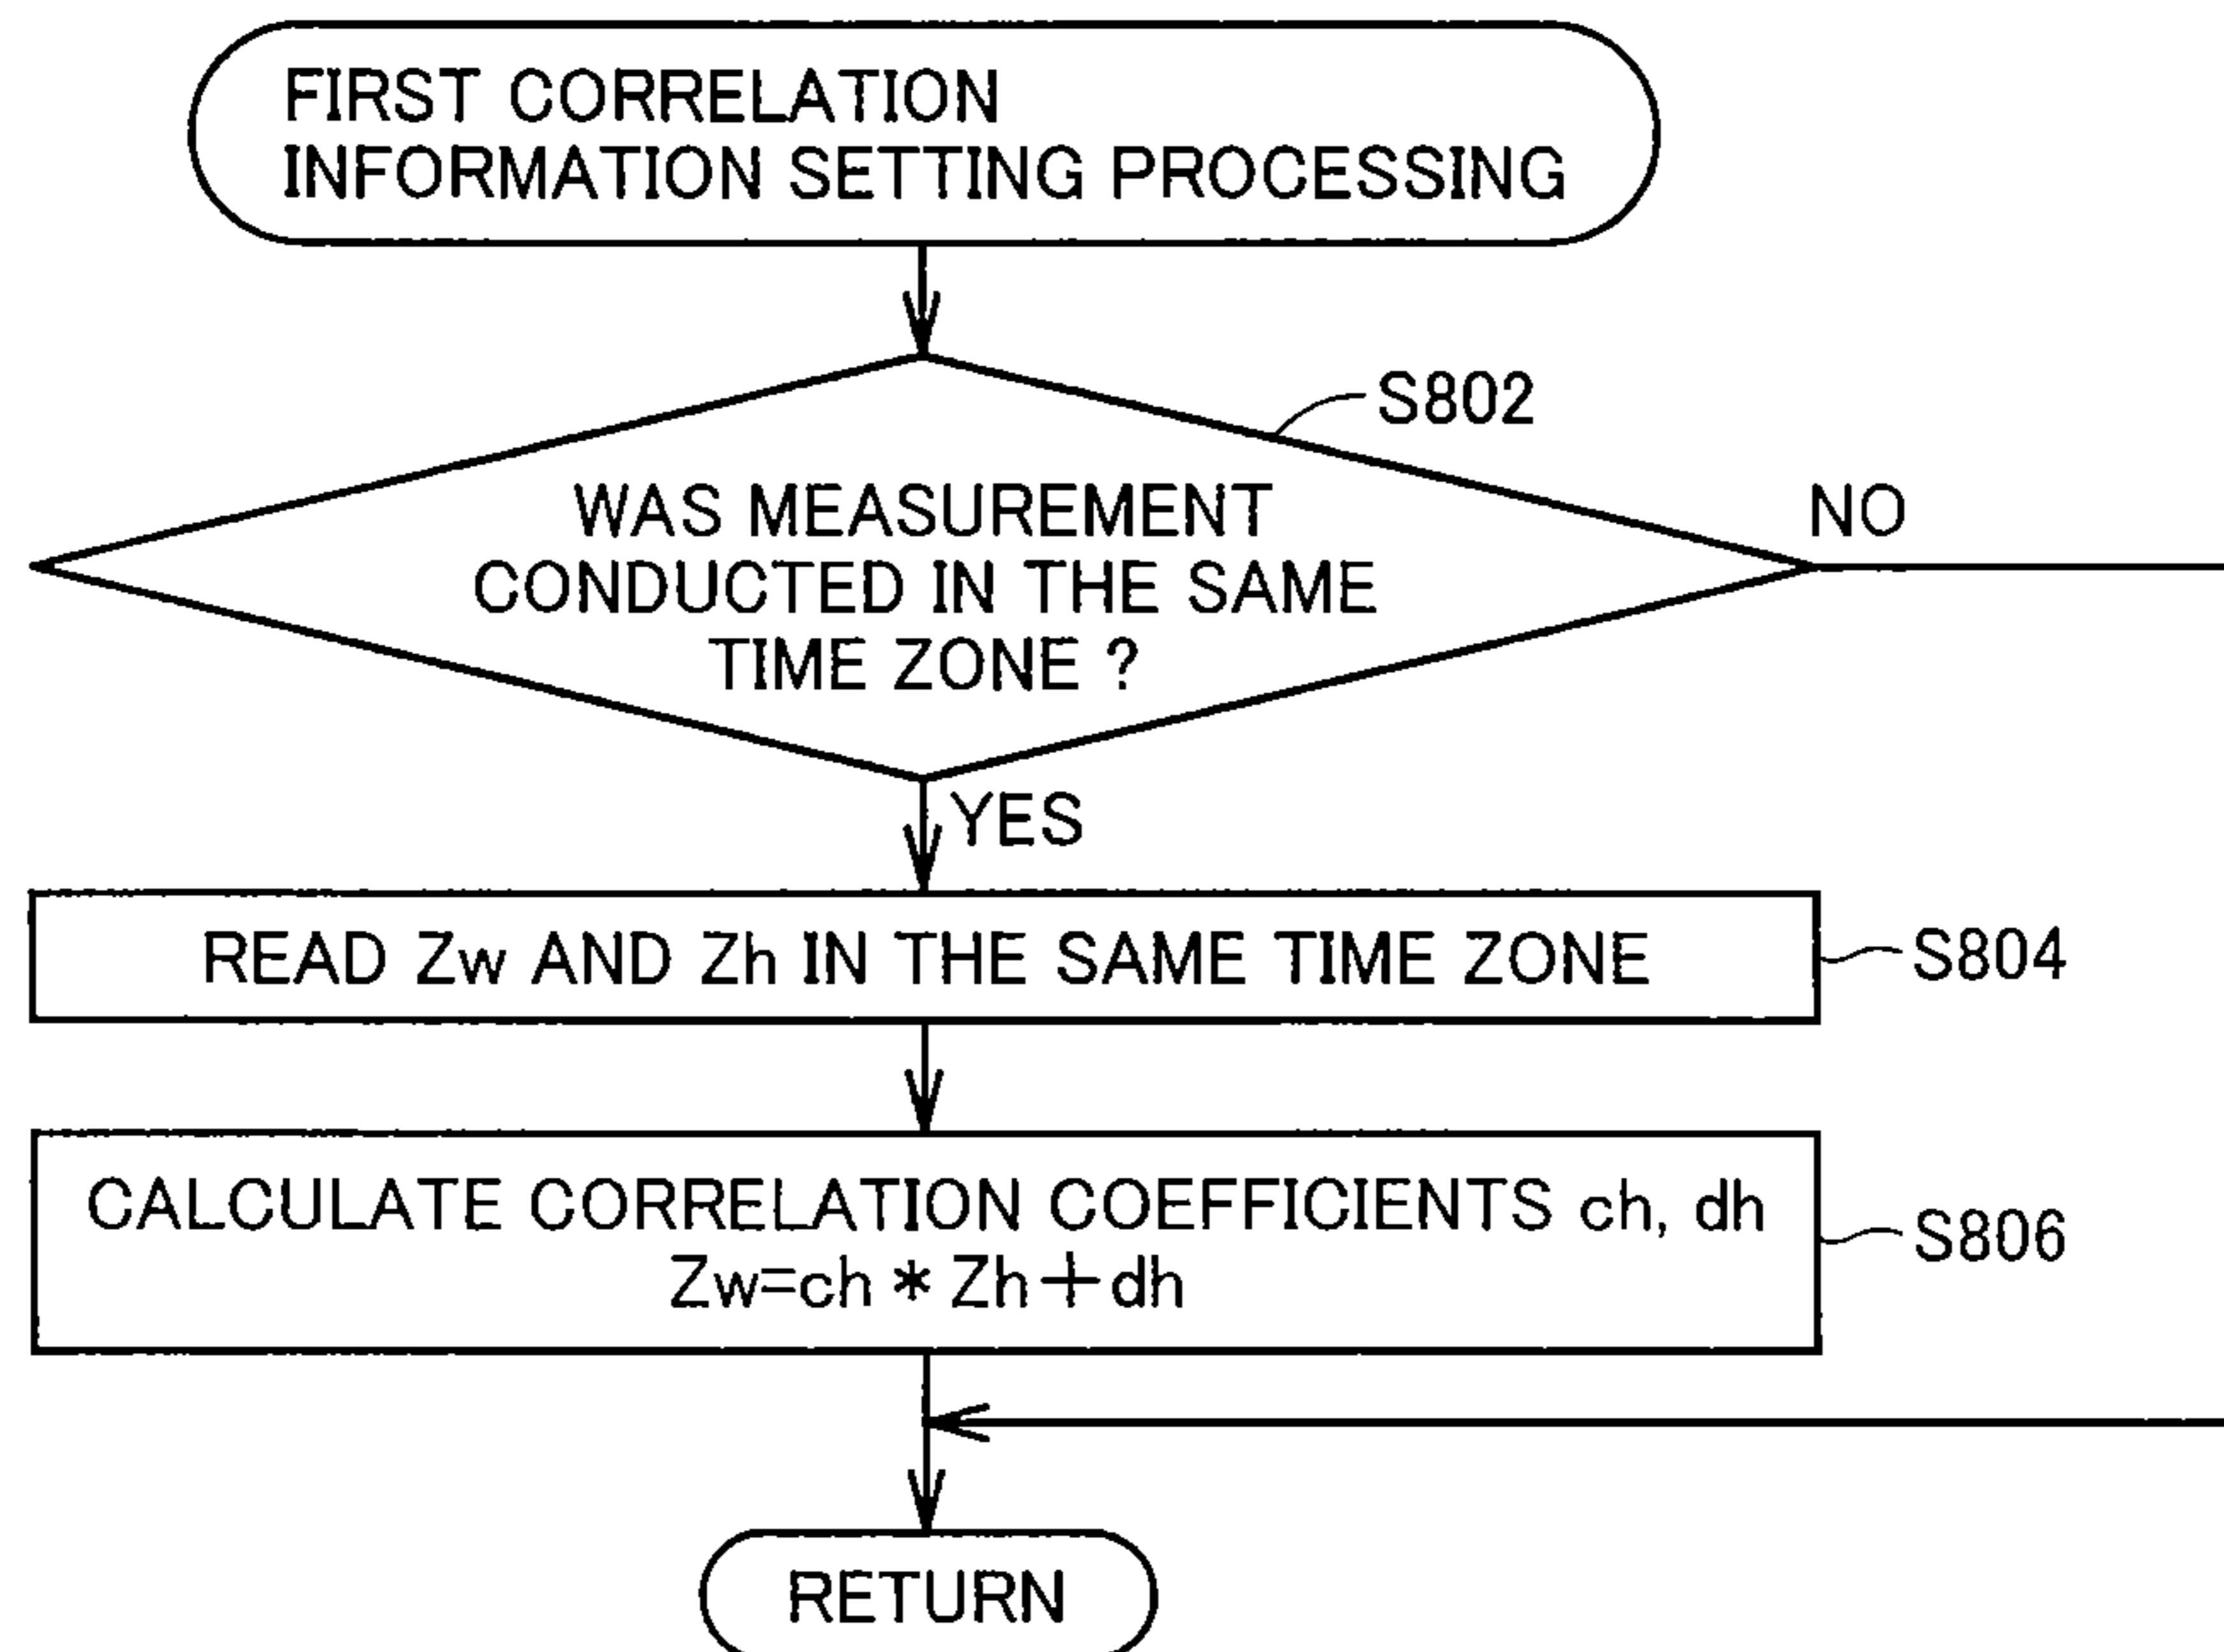 FIRST CORRELATION
INFORMATION SETTING PROCESSING
S802
WAS MEASUREMENT
CONDUCTED IN THE SAME
TIME ZONE ?
NO
YES
READ Zw AND Zh IN THE SAME TIME ZONE
S804
CALCULATE CORRELATION COEFFICIENTS ch, dh
Zw=ch * Zh+dh
S806
RETURN